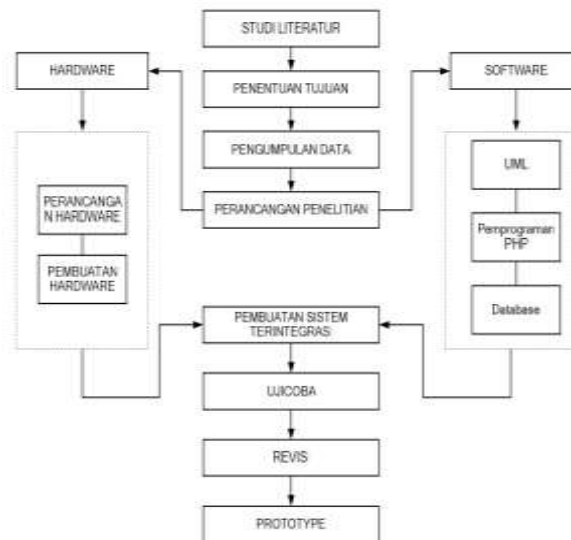 STUDI LITERATUR
HARDWARE
SOFTWARE
PENENTUAN TUJUAN
PENGUMPULAN DATA
PERANCANGAN PENELITIAN
PERANCANGA
N HARDWARE
PEMBUATAN
HARDWARE
UML
Pemprograman
PHP
Database
PEMBUATAN SISTEM
TERINTEGRAS
UJICOBA
REVIS
PROTOTYPE